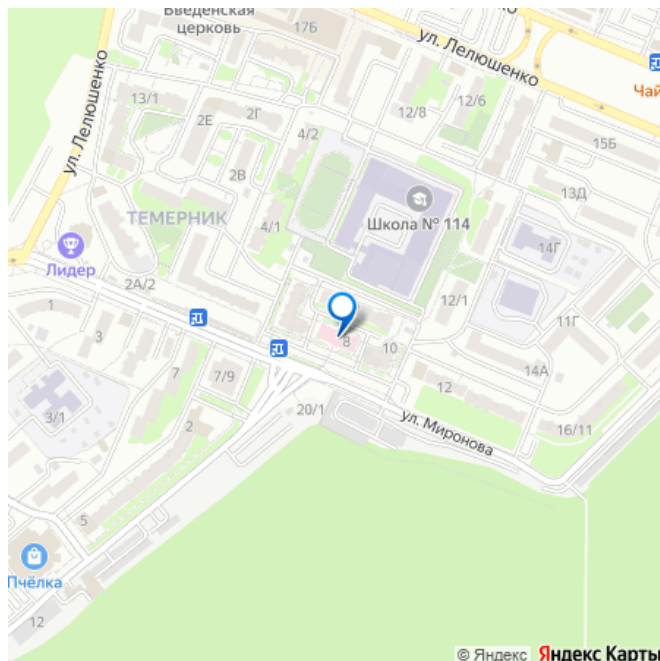 Введенская
церковь
17Б
ул. Лелюшенко
Чай
ул. Лелюшенко
13/1
2Е
2Г
4/2
12/8
12/6
15Б
2В
13Д
ТЕМЕРНИК
4/1
Школа № 114
14Г
Лидер
2А/2
12/1
11Г
1
3
8
10
14А
7
7/9
12
3/1
2
20/1
ул. Миронова
16/11
5
Пчёлка
12
© Яндекс
Яндекс Карты